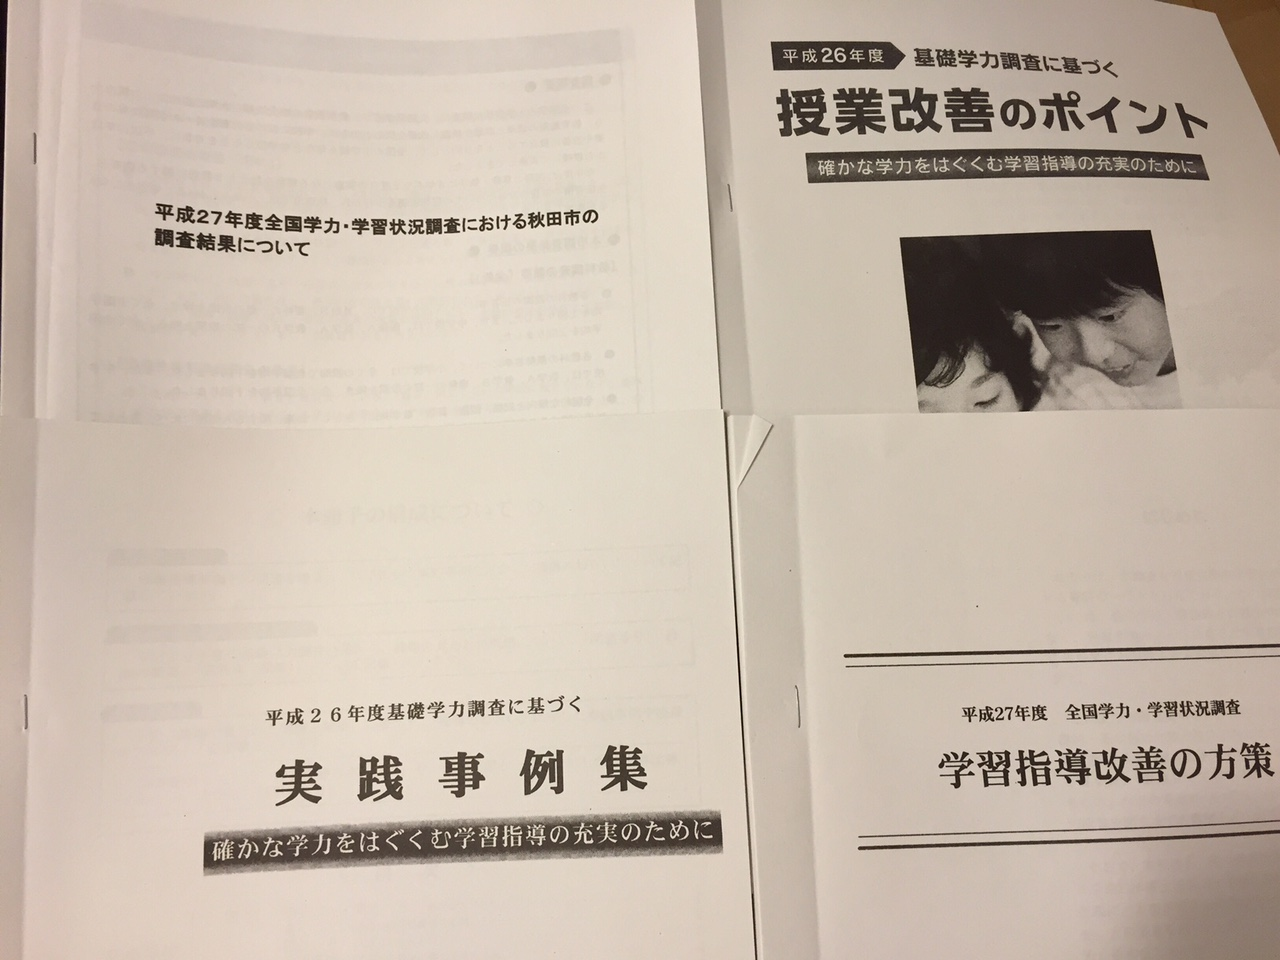 平成27年度全国学力・学習状況調査における秋田市の
調査結果について
平成26年度
基礎学力調査に基づく
授業改善のポイント
確かな学力をはぐくむ学習指導の充実のために
平成２６年度基礎学力調査に基づく
実践事例集
確かな学力をはぐくむ学習指導の充実のために
平成27年度　全国学力・学習状況調査
学習指導改善の方策